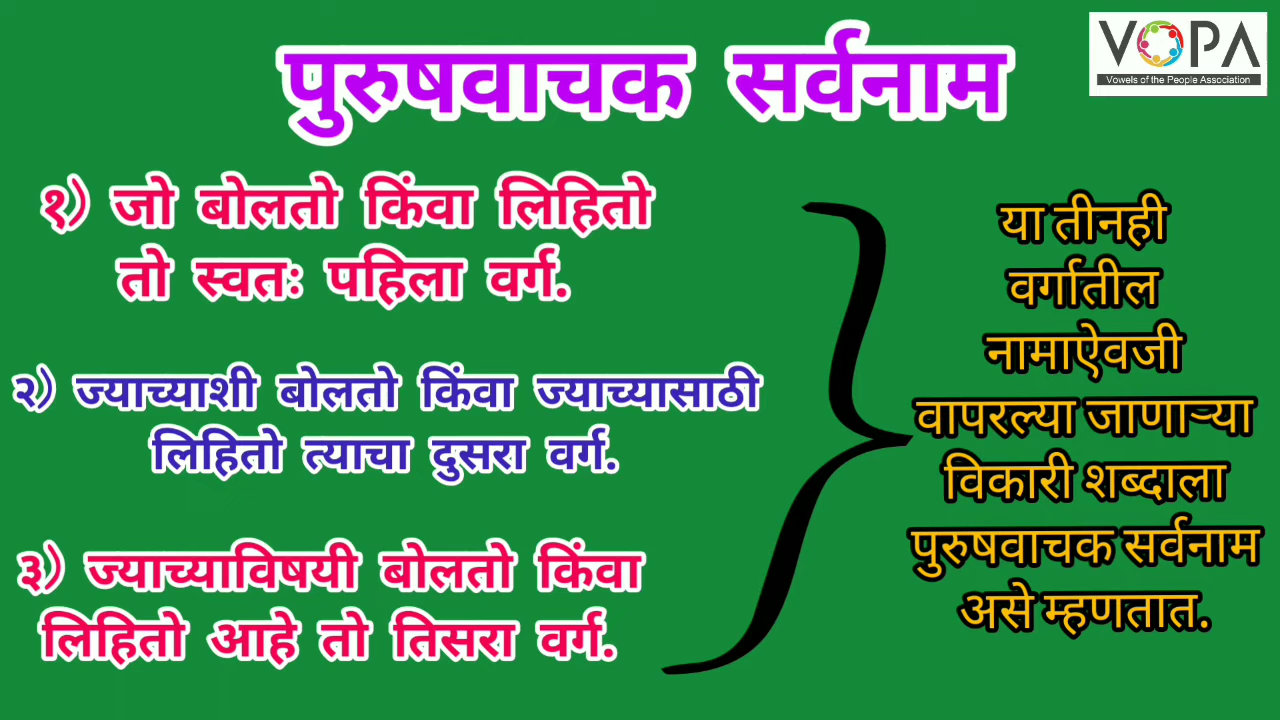 पुरुषवाचक सर्वनाम
VOPA
Vowels of the People Association
१) जो बोलतो किंवा लिहितो
तो स्वतः पहिला वर्ग.
२) ज्याच्याशी बोलतो किंवा ज्याच्यासाठी
लिहितो त्याचा दुसरा वर्ग.
३) ज्याच्याविषयी बोलतो किंवा
लिहितो आहे तो तिसरा वर्ग.
या तीनही
वर्गातील
नामाऐवजी
वापरल्या जाणाऱ्या
विकारी शब्दाला
पुरुषवाचक सर्वनाम
असे म्हणतात.